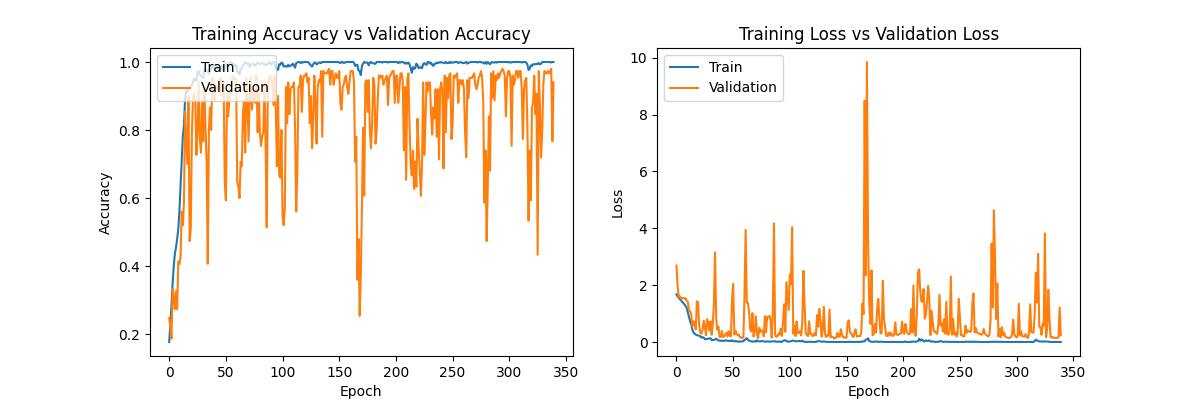 Training Accuracy vs Validation Accuracy
1.0
0.8
0.6
0.4
0.2
Accuracy
Train
Validation
0 50 100 150 200 250 300 350
Epoch
Training Loss vs Validation Loss
10
8
6
4
2
0
Loss
Train
Validation
0 50 100 150 200 250 300 350
Epoch